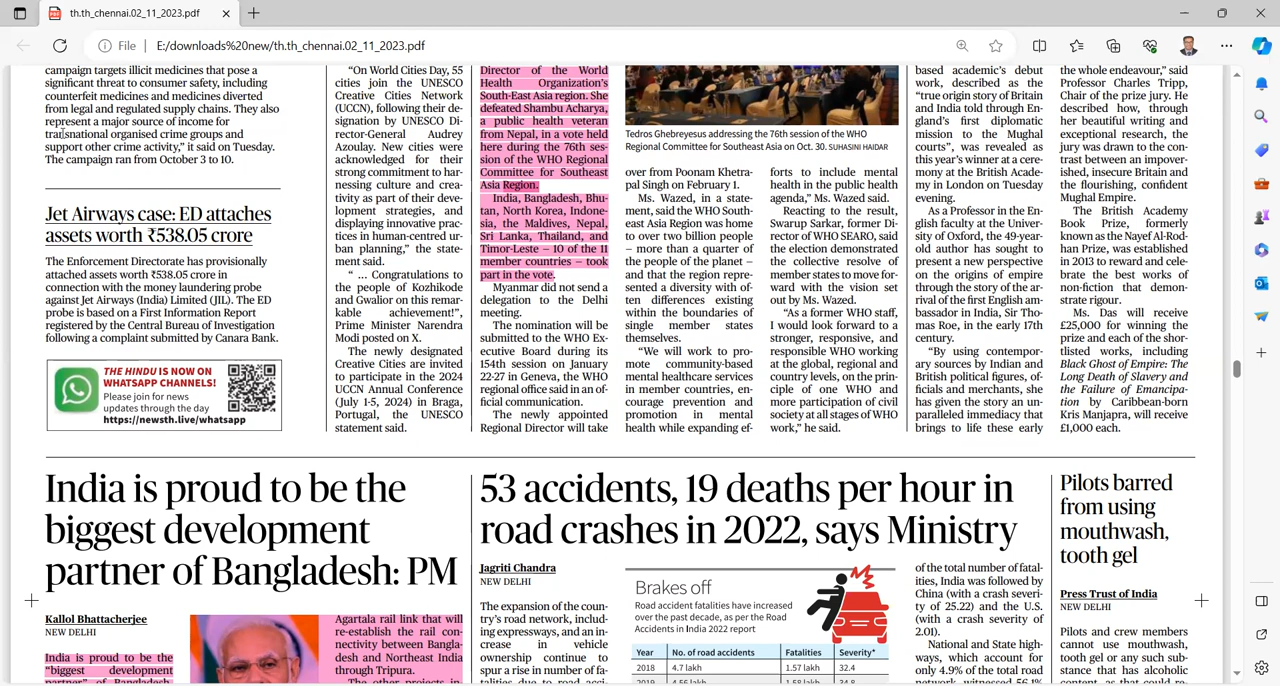 th.th_chennai.02_11_2023.pdf
File
E:/downloads%20new/th.th_chennai.02_11_2023.pdf
campaign targets illicit medicines that pose a
significant threat to consumer safety, including
counterfeit medicines and medicines diverted
from legal and regulated supply chains. They also
represent a major source of income for
transnational organised crime groups and
support other crime activity,” it said on Tuesday.
The campaign ran from October 3 to 10.
Jet Airways case: ED attaches
assets worth ₹538.05 crore
The Enforcement Directorate has provisionally
attached assets worth ₹538.05 crore in
connection with the money laundering probe
against Jet Airways (India) Limited (JIL). The ED
probe is based on a First Information Report
registered by the Central Bureau of Investigation
following a complaint submitted by Canara Bank.
THE HINDU IS NOW ON
WHATSAPP CHANNELS!
Please join for news
updates through the day
https://newsth.live/whatsapp
“On World Cities Day, 55
cities join the UNESCO
Creative Cities Network
(UCCN), following their de-
signation by UNESCO Di-
rector-General Audrey
Azoulay. New cities were
acknowledged for their
strong commitment to har-
nessing culture and crea-
tivity as part of their deve-
lopment strategies, and
displaying innovative prac-
tices in human-centred ur-
ban planning,” the state-
ment said.
“ ... Congratulations to
the people of Kozhikode
and Gwalior on this remar-
kable achievement!”,
Prime Minister Narendra
Modi posted on X.
The newly designated
Creative Cities are invited
to participate in the 2024
UCCN Annual Conference
(July 1-5, 2024) in Braga,
Portugal, the UNESCO
statement said.
Director of the World
Health Organization's
South-East Asia region. She
defeated Shambu Acharya,
a public health veteran
from Nepal, in a vote held
here during the 76th ses-
sion of the WHO Regional
Committee for Southeast
Asia Region.
India, Bangladesh, Bhu-
tan, North Korea, Indone-
sia, the Maldives, Nepal,
Sri Lanka, Thailand, and
Timor-Leste – 10 of the 11
member countries – took
part in the vote.
Myanmar did not send a
delegation to the Delhi
meeting.
The nomination will be
submitted to the WHO Ex-
ecutive Board during its
154th session on January
22-27 in Geneva, the WHO
regional office said in an of-
ficial communication.
The newly appointed
Regional Director will take
Tedros Ghebreyesus addressing the 76th session of the WHO
Regional Committee for Southeast Asia on Oct. 30. SUHASINI HAIDAR
over from Poonam Khetra-
pal Singh on February 1.
Ms. Wazed, in a state-
ment, said the WHO South-
east Asia Region was home
to over two billion people
– more than a quarter of
the people of the planet –
and that the region repre-
sented a diversity with of-
ten differences existing
within the boundaries of
single member states
themselves.
“We will work to pro-
mote community-based
mental healthcare services
in member countries, en-
courage prevention and
promotion in mental
health while expanding ef-
forts to include mental
health in the public health
agenda,” Ms. Wazed said.
Reacting to the result,
Swarup Sarkar, former Di-
rector of WHO SEARO, said
the election demonstrated
the collective resolve of
member states to move for-
ward with the vision set
out by Ms. Wazed.
“As a former WHO staff,
I would look forward to a
stronger, responsive, and
responsible WHO working
at the global, regional and
country levels, on the prin-
ciple of one WHO and
more participation of civil
society at all stages of WHO
work,” he said.
based academic's debut
work, described as the
“true origin story of Britain
and India told through En-
gland's first diplomatic
mission to the Mughal
courts”, was revealed as
this year's winner at a cere-
mony at the British Acade-
my in London on Tuesday
evening.
As a Professor in the En-
glish faculty at the Univer-
sity of Oxford, the 49-year-
old author has sought to
present a new perspective
on the origins of empire
through the story of the ar-
rival of the first English am-
bassador in India, Sir Tho-
mas Roe, in the early 17th
century.
“By using contempor-
ary sources by Indian and
British political figures, of-
ficials and merchants, she
has given the story an un-
paralleled immediacy that
brings to life these early
the whole endeavour,” said
Professor Charles Tripp,
Chair of the prize jury. He
described how, through
her beautiful writing and
exceptional research, the
jury was drawn to the con-
trast between an impover-
ished, insecure Britain and
the flourishing, confident
Mughal Empire.
The British Academy
Book Prize, formerly
known as the Nayef Al-Rod-
han Prize, was established
in 2013 to reward and cele-
brate the best works of
non-fiction that demon-
strate rigour.
Ms. Das will receive
£25,000 for winning the
prize and each of the shor-
tlisted works, including
Black Ghost of Empire: The
Long Death of Slavery and
the Failure of Emancipa-
tion by Caribbean-born
Kris Manjapra, will receive
£1,000 each.
India is proud to be the
biggest development
partner of Bangladesh: PM
Kallol Bhattacherjee
NEW DELHI
India is proud to be the
“biggest development
partner” of Bangladesh,
Agartala rail link that will
re-establish the rail con-
nectivity between Bangla-
desh and Northeast India
through Tripura.
The other projects in-
53 accidents, 19 deaths per hour in
road crashes in 2022, says Ministry
Jagriti Chandra
NEW DELHI
The expansion of the coun-
try's road network, includ-
ing expressways, and an in-
crease in vehicle
ownership continue to
spur a rise in number of fa-
talities due to road acci-
Brakes off
Road accident fatalities have increased
over the past decade, as per the Road
Accidents in India 2022 report
Year No. of road accidents Fatalities Severity*
2018 4.7 lakh 1.57 lakh 32.4
2019 4.56 lakh 1.58 lakh 34.8
of the total number of fatal-
ities, India was followed by
China (with a crash severi-
ty of 25.22) and the U.S.
(with a crash severity of
2.01).
National and State high-
ways, which account for
only 4.9% of the total road
network, witnessed 56.1%
Pilots barred
from using
mouthwash,
tooth gel
Press Trust of India
NEW DELHI
Pilots and crew members
cannot use mouthwash,
tooth gel or any such sub-
stance that has alcoholic
content, as that could re-